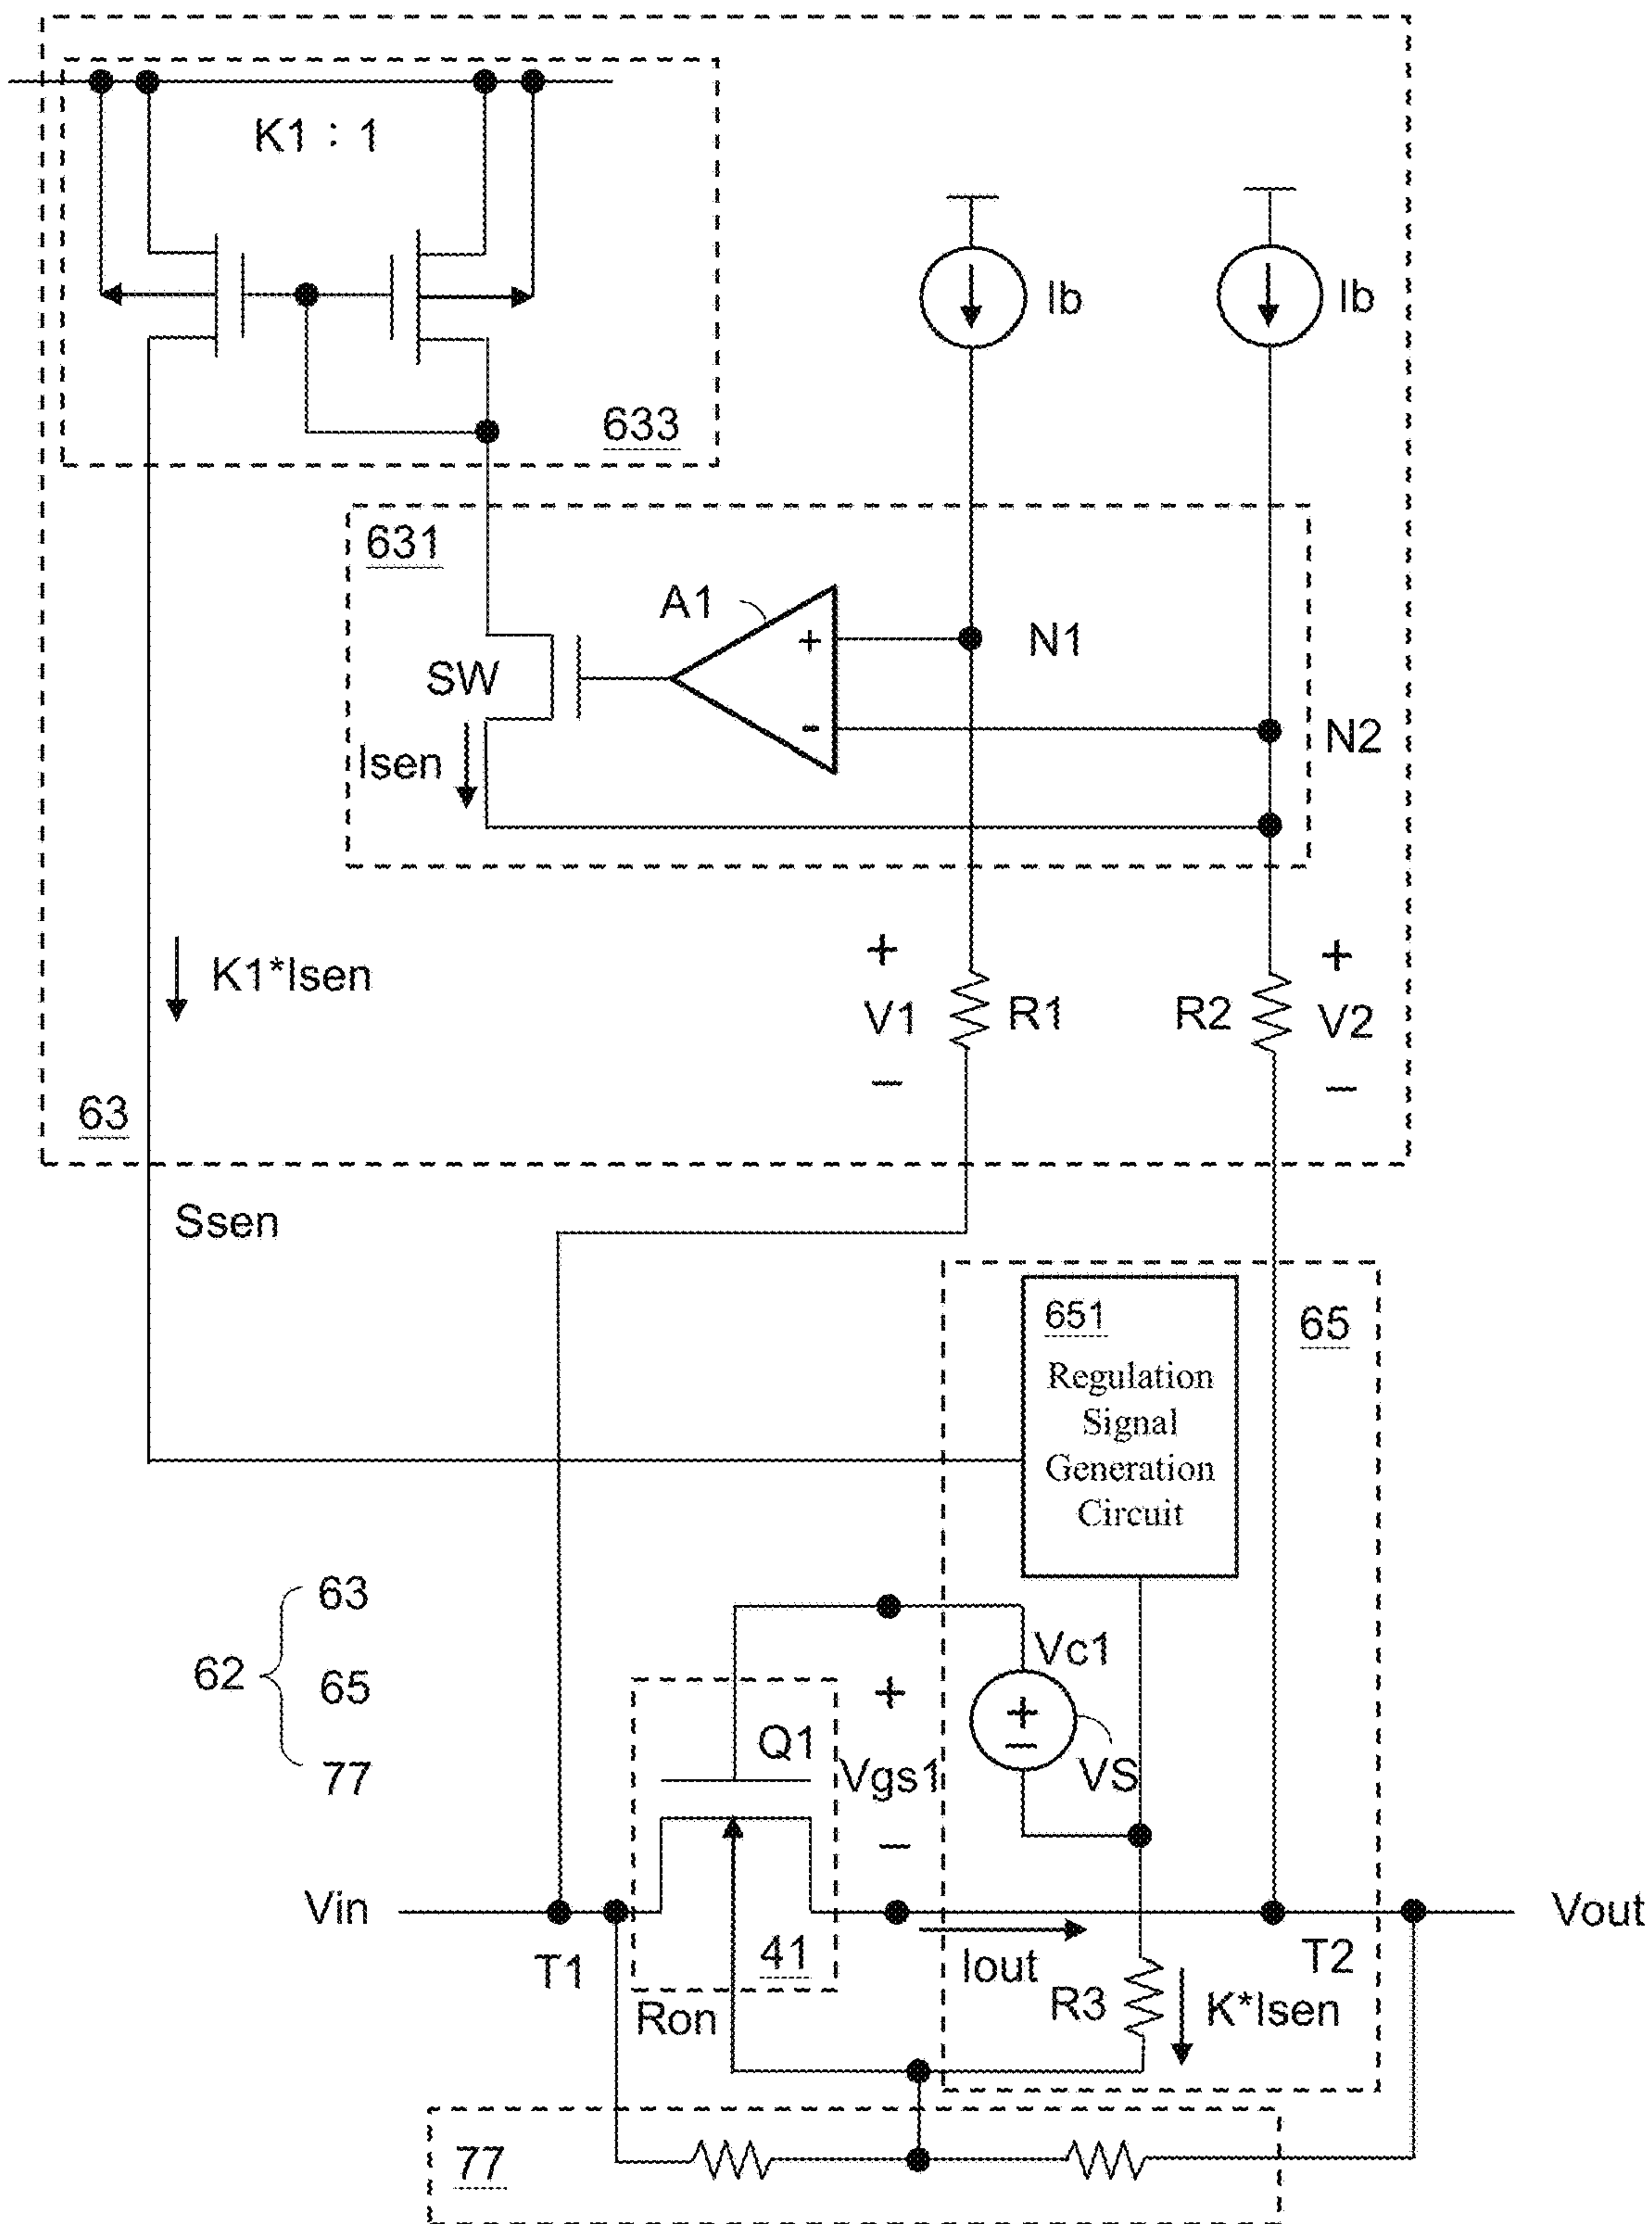 K1 : 1
Ib
Ib
633
631
A1
+
N1
SW
-
N2
Isen
+
+
K1*Isen
V1
R1
R2
V2
−
−
63
Ssen
651
65
Regulation
Signal
Generation
Circuit
63
62
65
77
Vc1
+
+
−
Q1
Vgs1
VS
−
Vin
Vout
T1
41
Iout
T2
Ron
R3
K*Isen
77